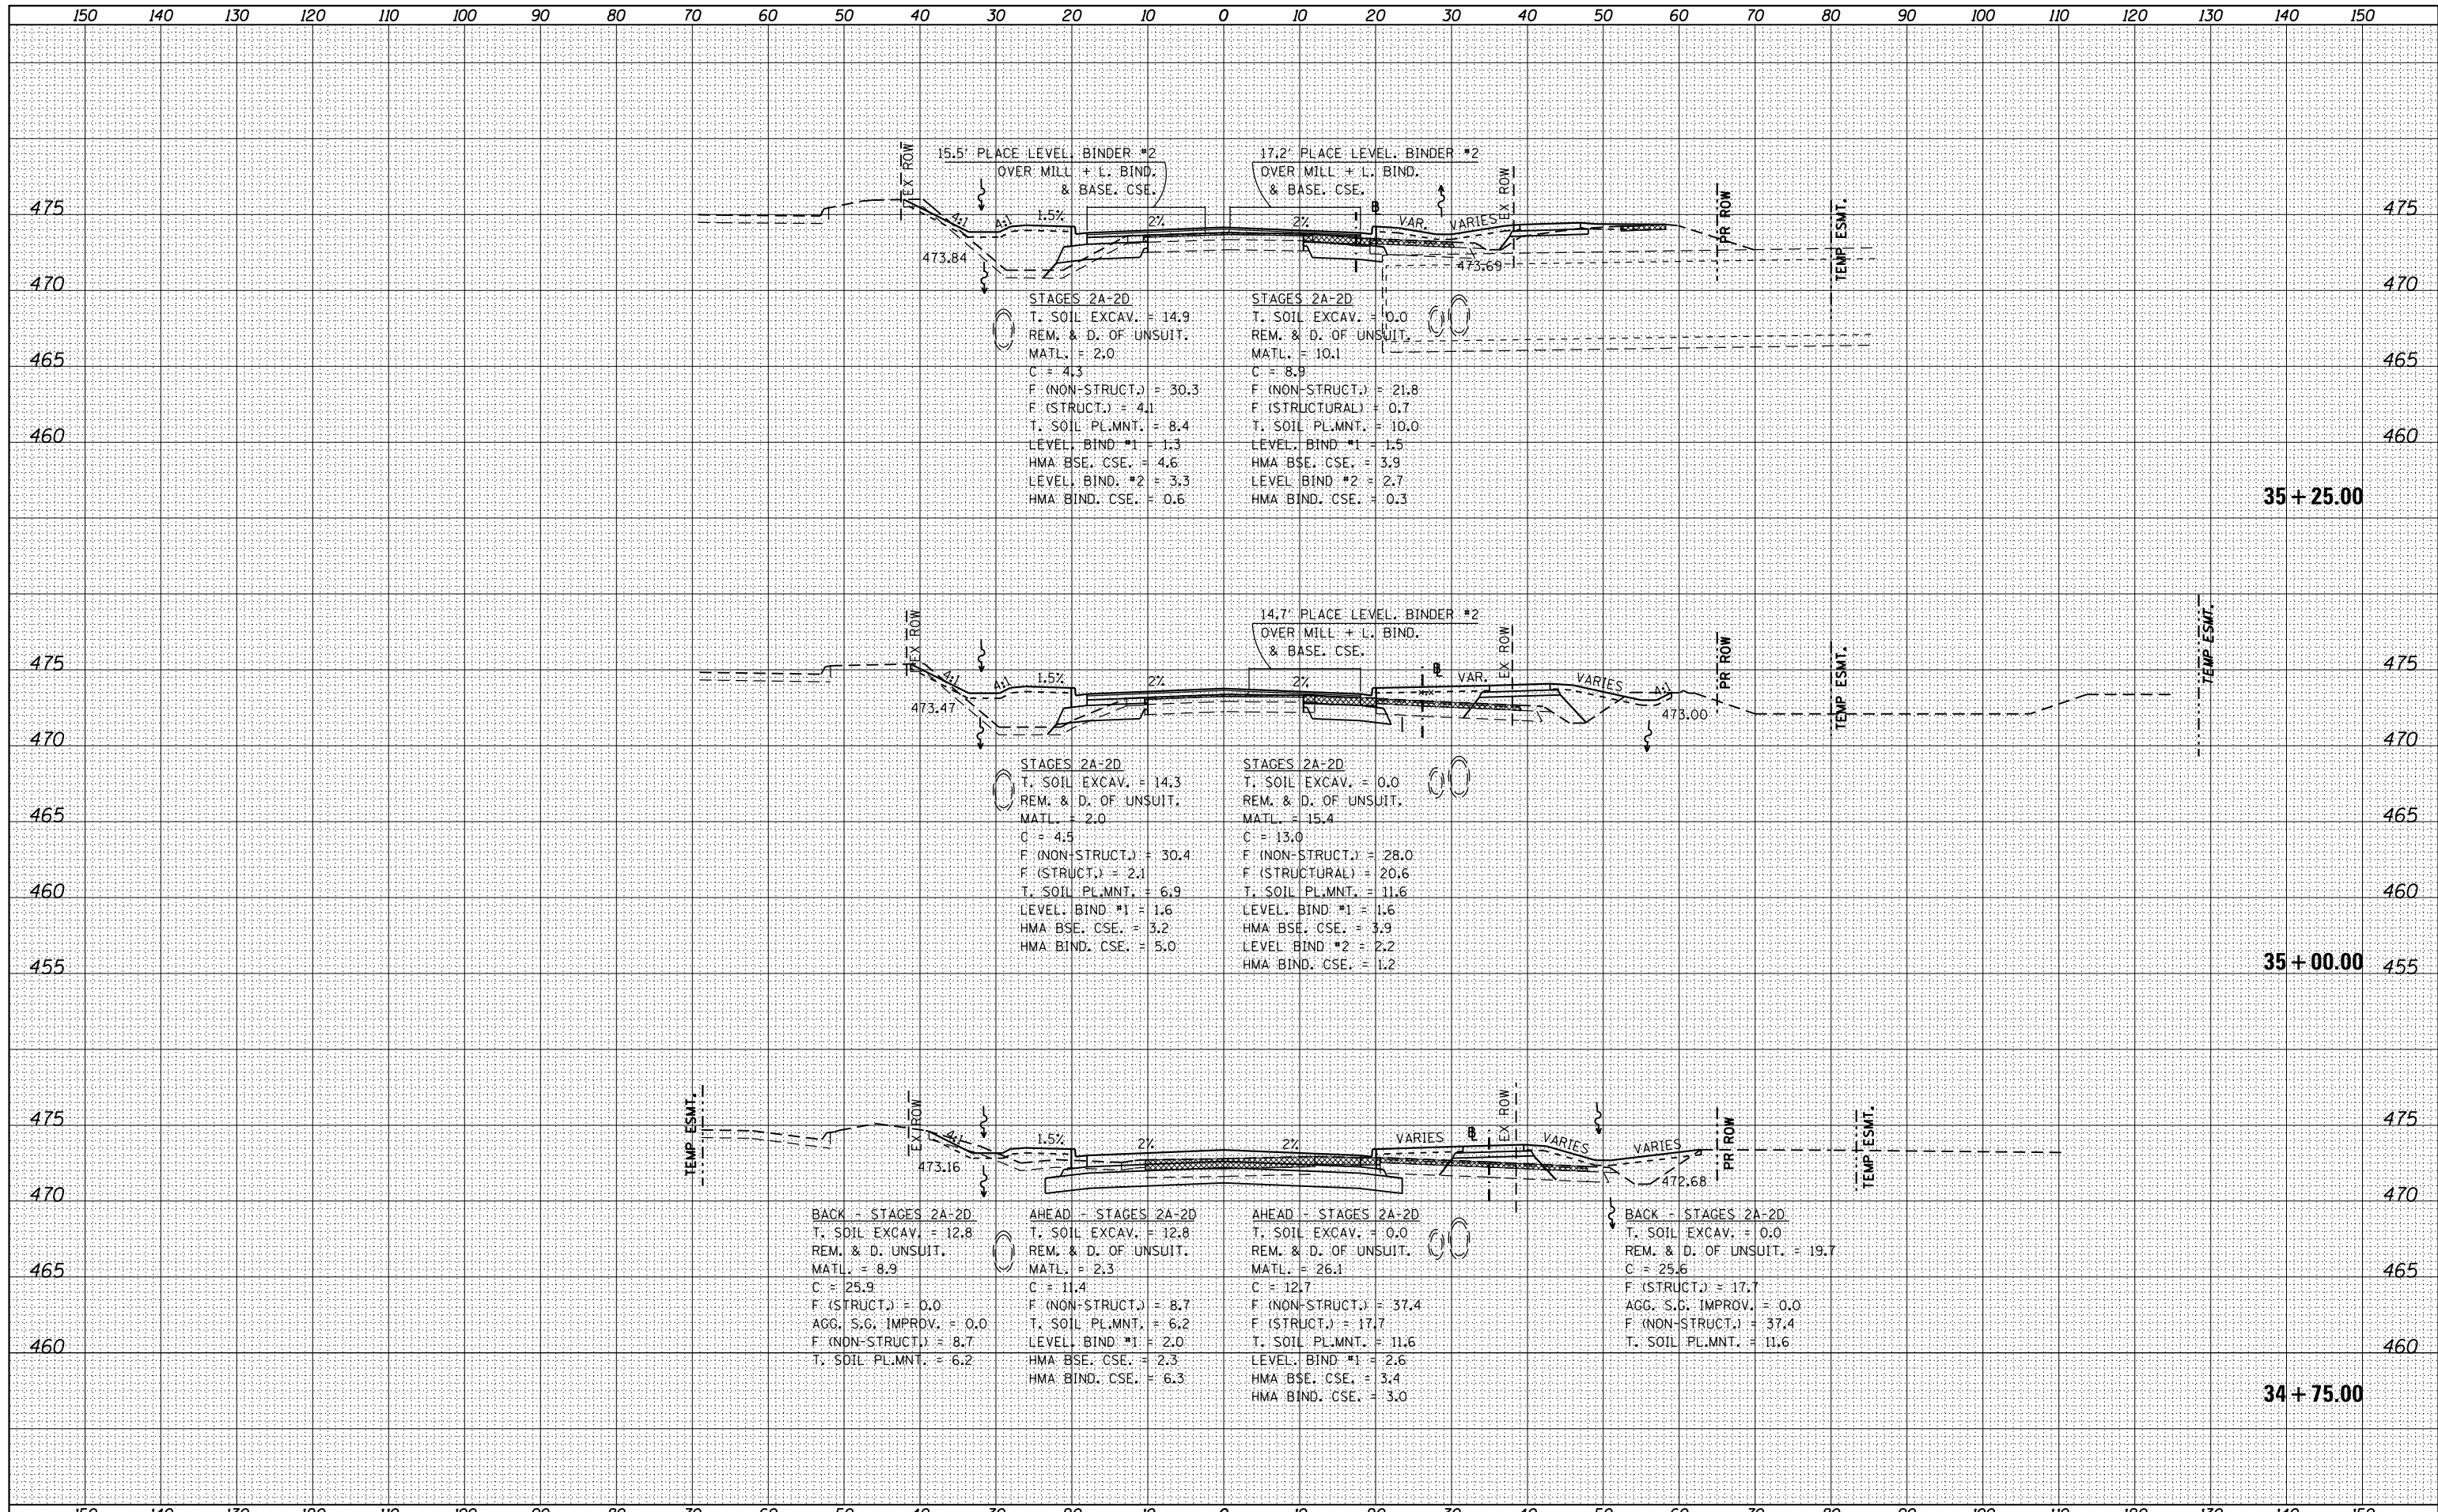 150 140 130 120 110 100 90 80 70 60 50 40 30 20 10 0 10 20 30 40 50 60 70 80 90 100 110 120 130 140 150
15.5' PLACE LEVEL. BINDER #2
OVER MILL + L. BIND.
& BASE. CSE.
17.2' PLACE LEVEL. BINDER #2
OVER MILL + L. BIND.
& BASE. CSE.
EX ROW
EX ROW
PR ROW
TEMP ESMT.
475
475
4:1
4:1
1.5%
2%
2%
BL
VAR.
VARIES
473.84
473.69
470
470
STAGES 2A-2D
T. SOIL EXCAV. = 14.9
REM. & D. OF UNSUIT.
MATL. = 2.0
C = 4.3
F (NON-STRUCT.) = 30.3
F (STRUCT.) = 4.1
T. SOIL PL.MNT. = 8.4
LEVEL. BIND #1 = 1.3
HMA BSE. CSE. = 4.6
LEVEL. BIND. #2 = 3.3
HMA BIND. CSE. = 0.6
STAGES 2A-2D
T. SOIL EXCAV. = 0.0
REM. & D. OF UNSUIT.
MATL. = 10.1
C = 8.9
F (NON-STRUCT.) = 21.8
F (STRUCTURAL) = 0.7
T. SOIL PL.MNT. = 10.0
LEVEL. BIND #1 = 1.5
HMA BSE. CSE. = 3.9
LEVEL BIND #2 = 2.7
HMA BIND. CSE. = 0.3
465
465
460
460
35 + 25.00
14.7' PLACE LEVEL. BINDER #2
OVER MILL + L. BIND.
& BASE. CSE.
EX ROW
EX ROW
PR ROW
TEMP ESMT.
TEMP ESMT.
475
475
4:1
4:1
1.5%
2%
2%
BL
VAR.
VARIES
4:1
473.47
473.00
470
470
STAGES 2A-2D
T. SOIL EXCAV. = 14.3
REM. & D. OF UNSUIT.
MATL. = 2.0
C = 4.5
F (NON-STRUCT.) = 30.4
F (STRUCT.) = 2.1
T. SOIL PL.MNT. = 6.9
LEVEL. BIND #1 = 1.6
HMA BSE. CSE. = 3.2
HMA BIND. CSE. = 5.0
STAGES 2A-2D
T. SOIL EXCAV. = 0.0
REM. & D. OF UNSUIT.
MATL. = 15.4
C = 13.0
F (NON-STRUCT.) = 28.0
F (STRUCTURAL) = 20.6
T. SOIL PL.MNT. = 11.6
LEVEL. BIND #1 = 1.6
HMA BSE. CSE. = 3.9
LEVEL BIND #2 = 2.2
HMA BIND. CSE. = 1.2
465
465
460
460
455
35 + 00.00
455
TEMP ESMT.
EX ROW
EX ROW
PR ROW
TEMP ESMT.
475
475
4:1
1.5%
2%
2%
VARIES
BL
VARIES
VARIES
473.16
472.68
470
470
BACK - STAGES 2A-2D
T. SOIL EXCAV. = 12.8
REM. & D. UNSUIT.
MATL. = 8.9
C = 25.9
F (STRUCT.) = 0.0
AGG. S.G. IMPROV. = 0.0
F (NON-STRUCT.) = 8.7
T. SOIL PL.MNT. = 6.2
AHEAD - STAGES 2A-2D
T. SOIL EXCAV. = 12.8
REM. & D. OF UNSUIT.
MATL. = 2.3
C = 11.4
F (NON-STRUCT.) = 8.7
T. SOIL PL.MNT. = 6.2
LEVEL. BIND #1 = 2.0
HMA BSE. CSE. = 2.3
HMA BIND. CSE. = 6.3
AHEAD - STAGES 2A-2D
T. SOIL EXCAV. = 0.0
REM. & D. OF UNSUIT.
MATL. = 26.1
C = 12.7
F (NON-STRUCT.) = 37.4
F (STRUCT.) = 17.7
T. SOIL PL.MNT. = 11.6
LEVEL. BIND #1 = 2.6
HMA BSE. CSE. = 3.4
HMA BIND. CSE. = 3.0
BACK - STAGES 2A-2D
T. SOIL EXCAV. = 0.0
REM. & D. OF UNSUIT. = 19.7
C = 25.6
F (STRUCT.) = 17.7
AGG. S.G. IMPROV. = 0.0
F (NON-STRUCT.) = 37.4
T. SOIL PL.MNT. = 11.6
465
465
460
460
34 + 75.00